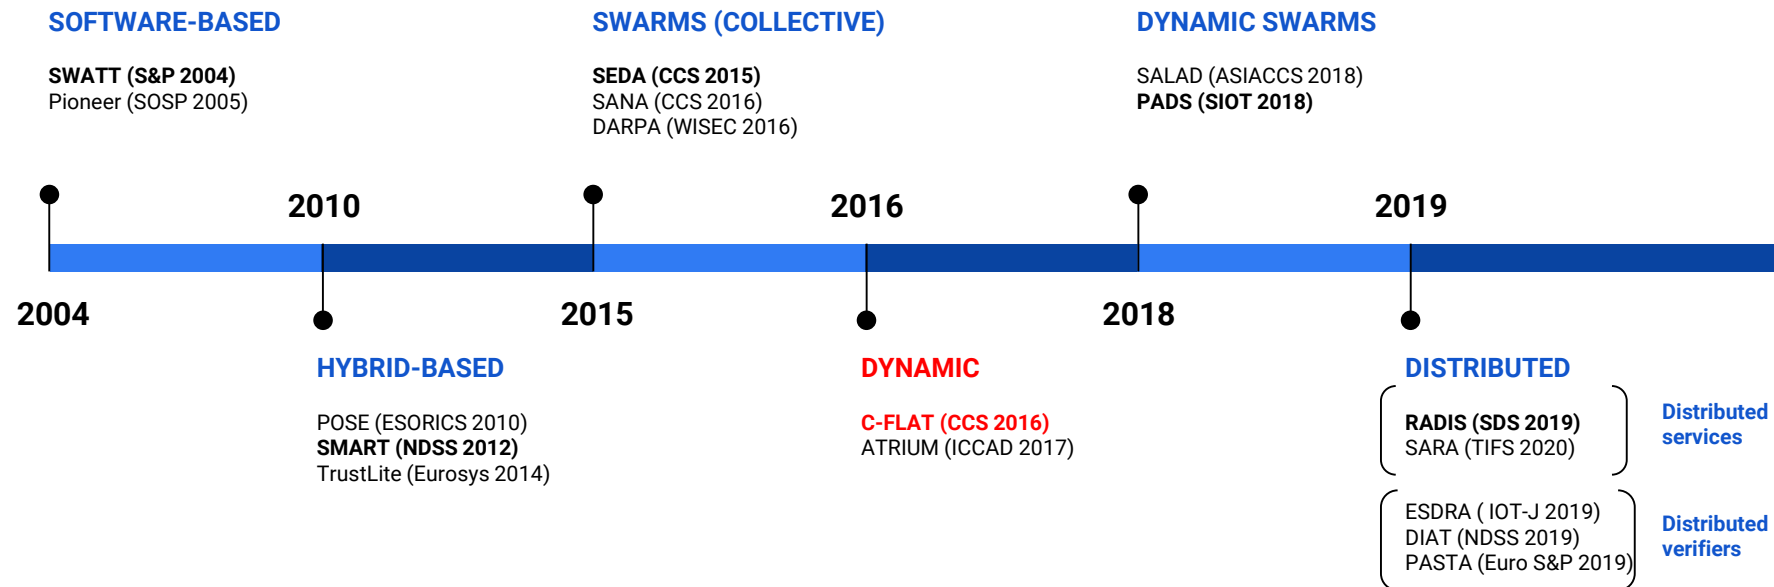 SOFTWARE-BASED
SWATT (S&P 2004)
Pioneer (SOSP 2005)
SWARMS (COLLECTIVE)
SEDA (CCS 2015)
SANA (CCS 2016)
DARPA (WISEC 2016)
DYNAMIC SWARMS
SALAD (ASIACCS 2018)
PADS (SIOT 2018)
2010
2016
2019
2004
2015
2018
HYBRID-BASED
POSE (ESORICS 2010)
SMART (NDSS 2012)
TrustLite (Eurosys 2014)
DYNAMIC
C-FLAT (CCS 2016)
ATRIUM (ICCAD 2017)
DISTRIBUTED
RADIS (SDS 2019)
SARA (TIFS 2020)
Distributed
services
ESDRA ( IOT-J 2019)
DIAT (NDSS 2019)
PASTA (Euro S&P 2019)
Distributed
verifiers